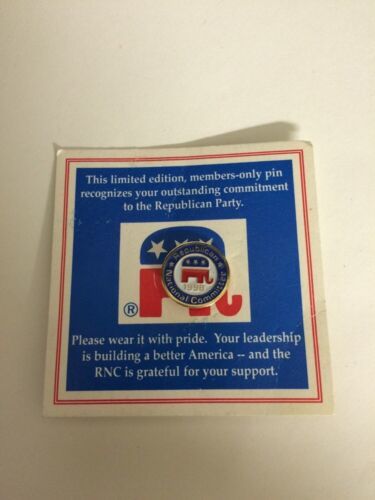 This limited edition, members-only pin
recognizes your outstanding commitment
to the Republican Party.
Republican
1998
National Committee
®
Please wear it with pride. Your leadership
is building a better America -- and the
RNC is grateful for your support.